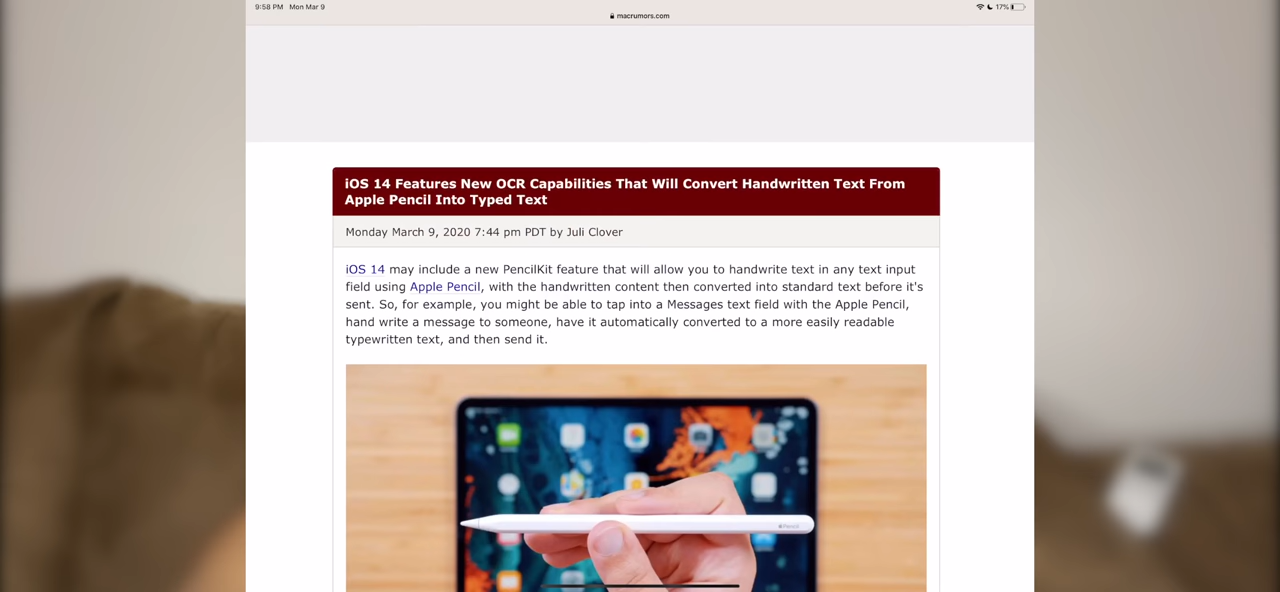 9:58 PM Mon Mar 9
macrumors.com
17%
iOS 14 Features New OCR Capabilities That Will Convert Handwritten Text From
Apple Pencil Into Typed Text
Monday March 9, 2020 7:44 pm PDT by Juli Clover
iOS 14 may include a new PencilKit feature that will allow you to handwrite text in any text input
field using Apple Pencil, with the handwritten content then converted into standard text before it's
sent. So, for example, you might be able to tap into a Messages text field with the Apple Pencil,
hand write a message to someone, have it automatically converted to a more easily readable
typewritten text, and then send it.
Pencil